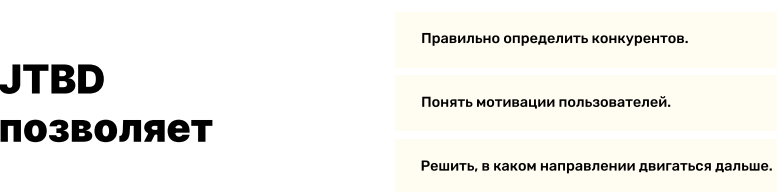 JTBD
позволяет
Правильно определить конкурентов.
Понять мотивации пользователей.
Решить, в каком направлении двигаться дальше.